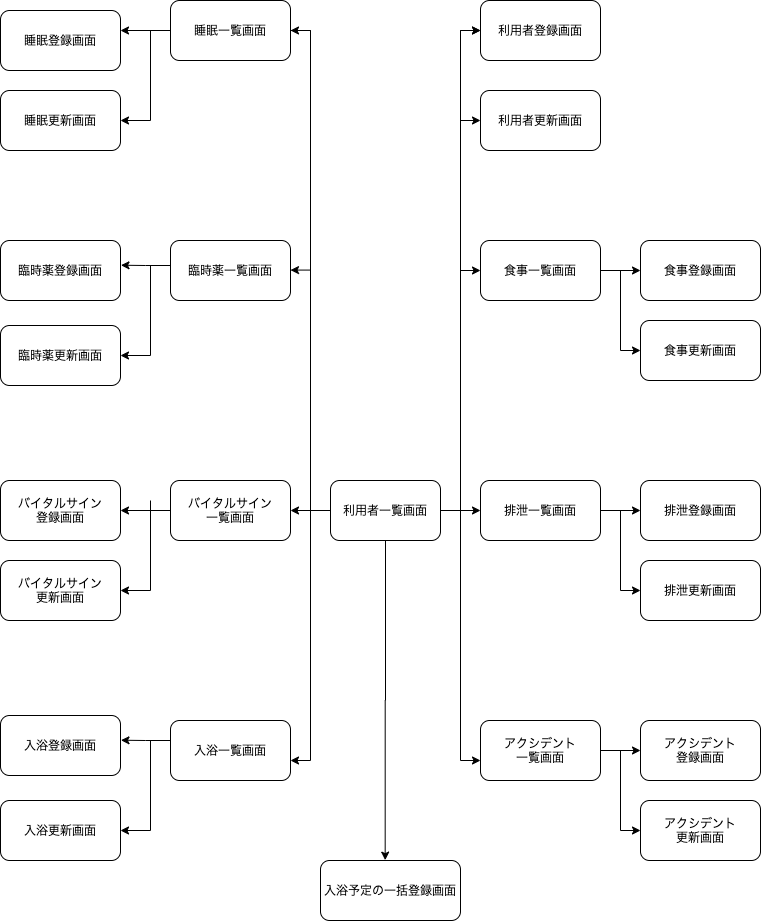 睡眠登録画面
睡眠一覧画面
利用者登録画面
睡眠更新画面
利用者更新画面
臨時薬登録画面
臨時薬一覧画面
食事一覧画面
食事登録画面
臨時薬更新画面
食事更新画面
バイタルサイン
登録画面
バイタルサイン
一覧画面
利用者一覧画面
排泄一覧画面
排泄登録画面
バイタルサイン
更新画面
排泄更新画面
入浴登録画面
入浴一覧画面
アクシデント
一覧画面
アクシデント
登録画面
入浴更新画面
アクシデント
更新画面
入浴予定の一括登録画面